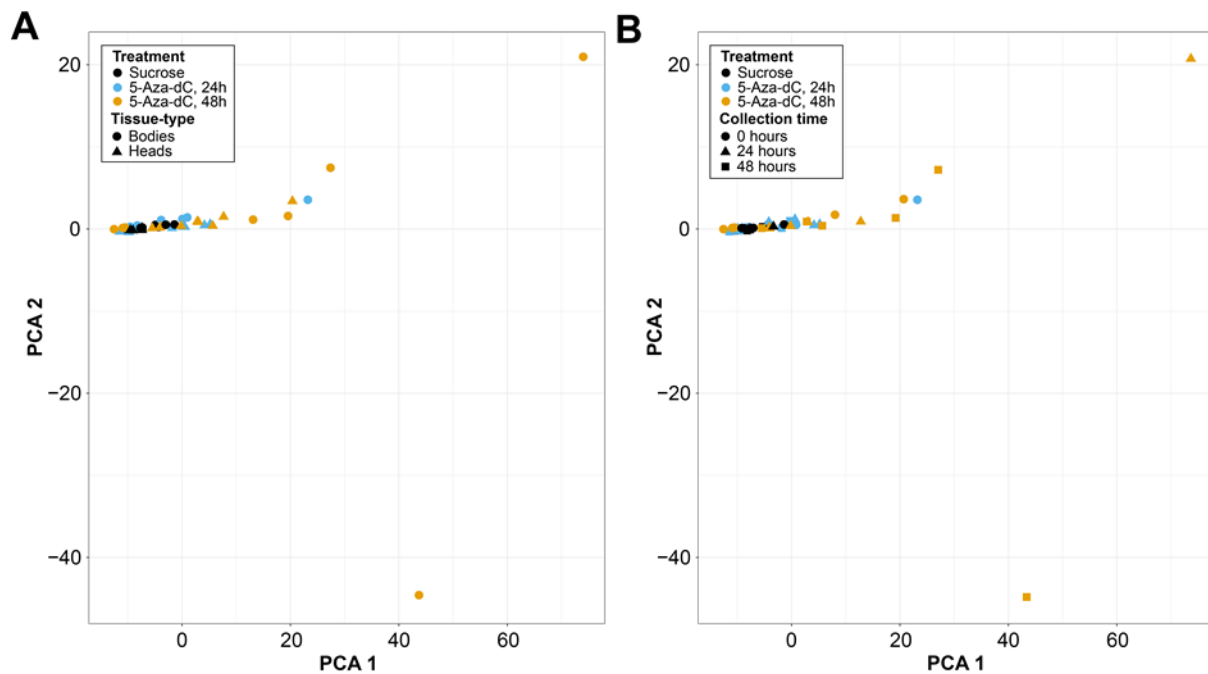 A
Treatment
Sucrose
5-Aza-dC, 24h
5-Aza-dC, 48h
Tissue-type
Bodies
Heads
20
0
−20
−40
PCA 2
0
20
40
60
PCA 1
B
Treatment
Sucrose
5-Aza-dC, 24h
5-Aza-dC, 48h
Collection time
0 hours
24 hours
48 hours
20
0
−20
−40
PCA 2
0
20
40
60
PCA 1